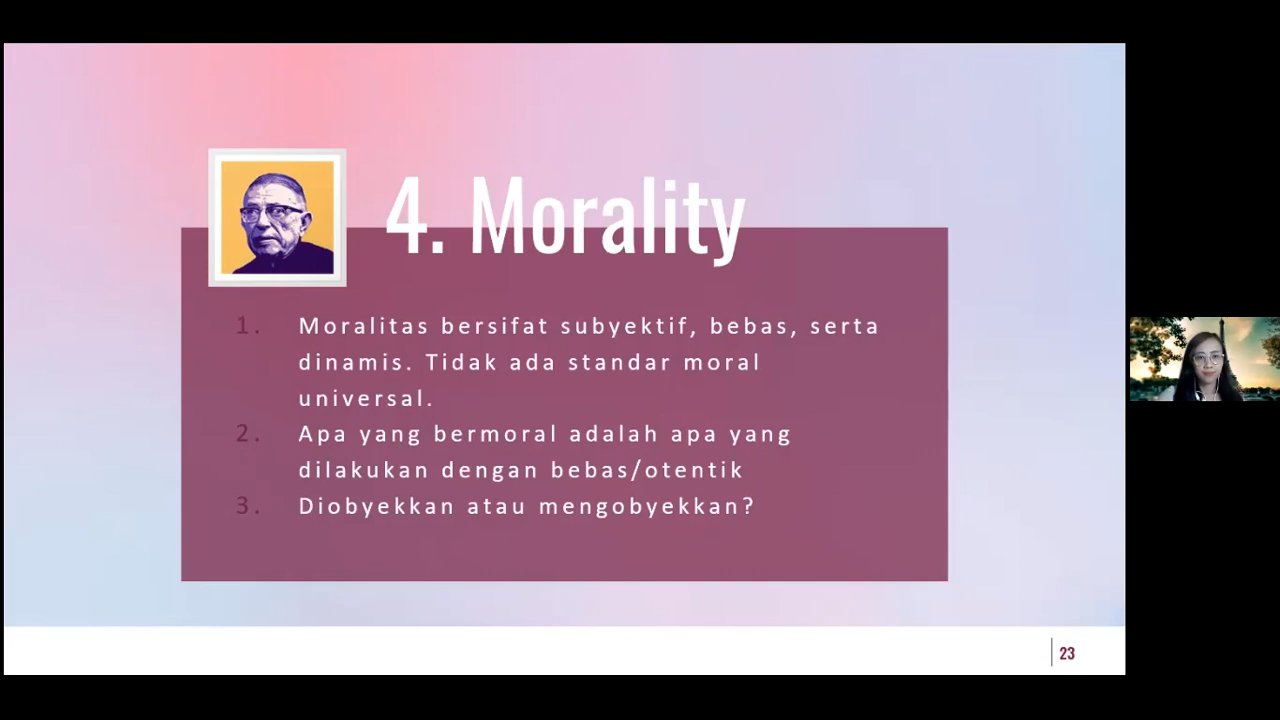 4. Morality
1. Moralitas bersifat subyektif, bebas, serta
dinamis. Tidak ada standar moral
universal.
2. Apa yang bermoral adalah apa yang
dilakukan dengan bebas/otentik
3. Diobyekkan atau mengobyekkan?
23